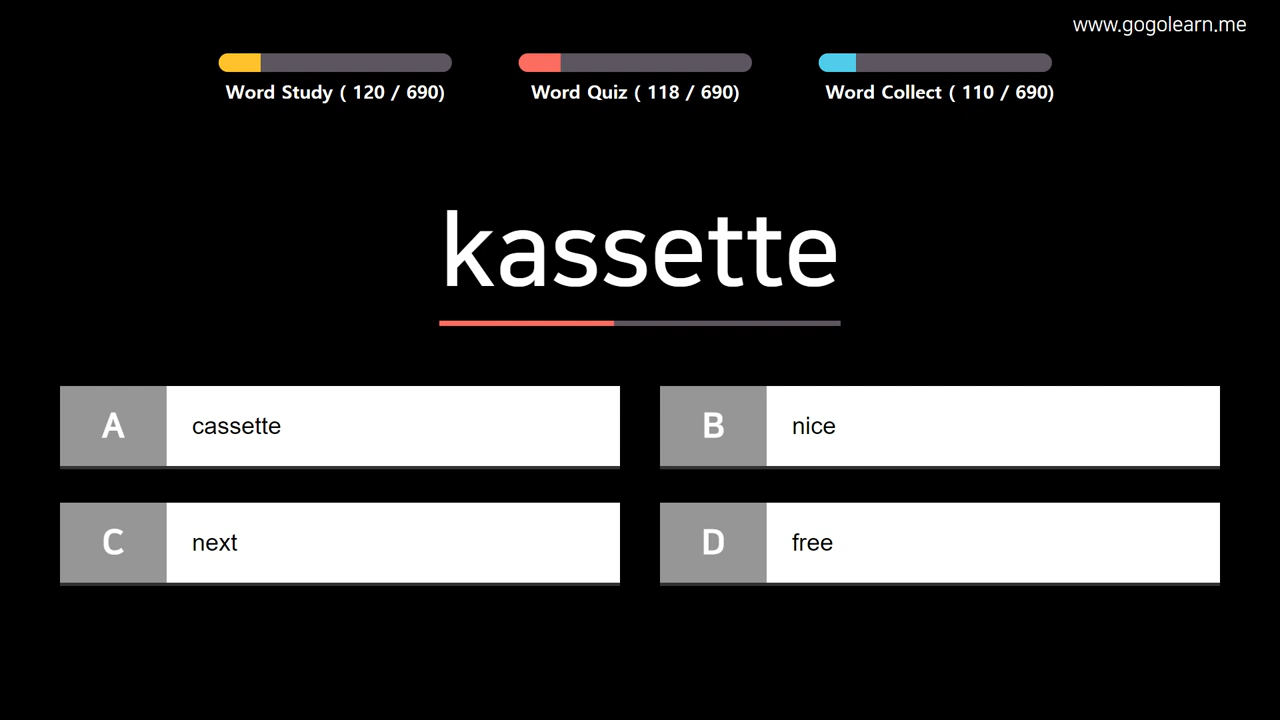 www.gogolearn.me
Word Study ( 120 / 690)
Word Quiz ( 118 / 690)
Word Collect ( 110 / 690)
kassette
A cassette
B nice
C next
D free